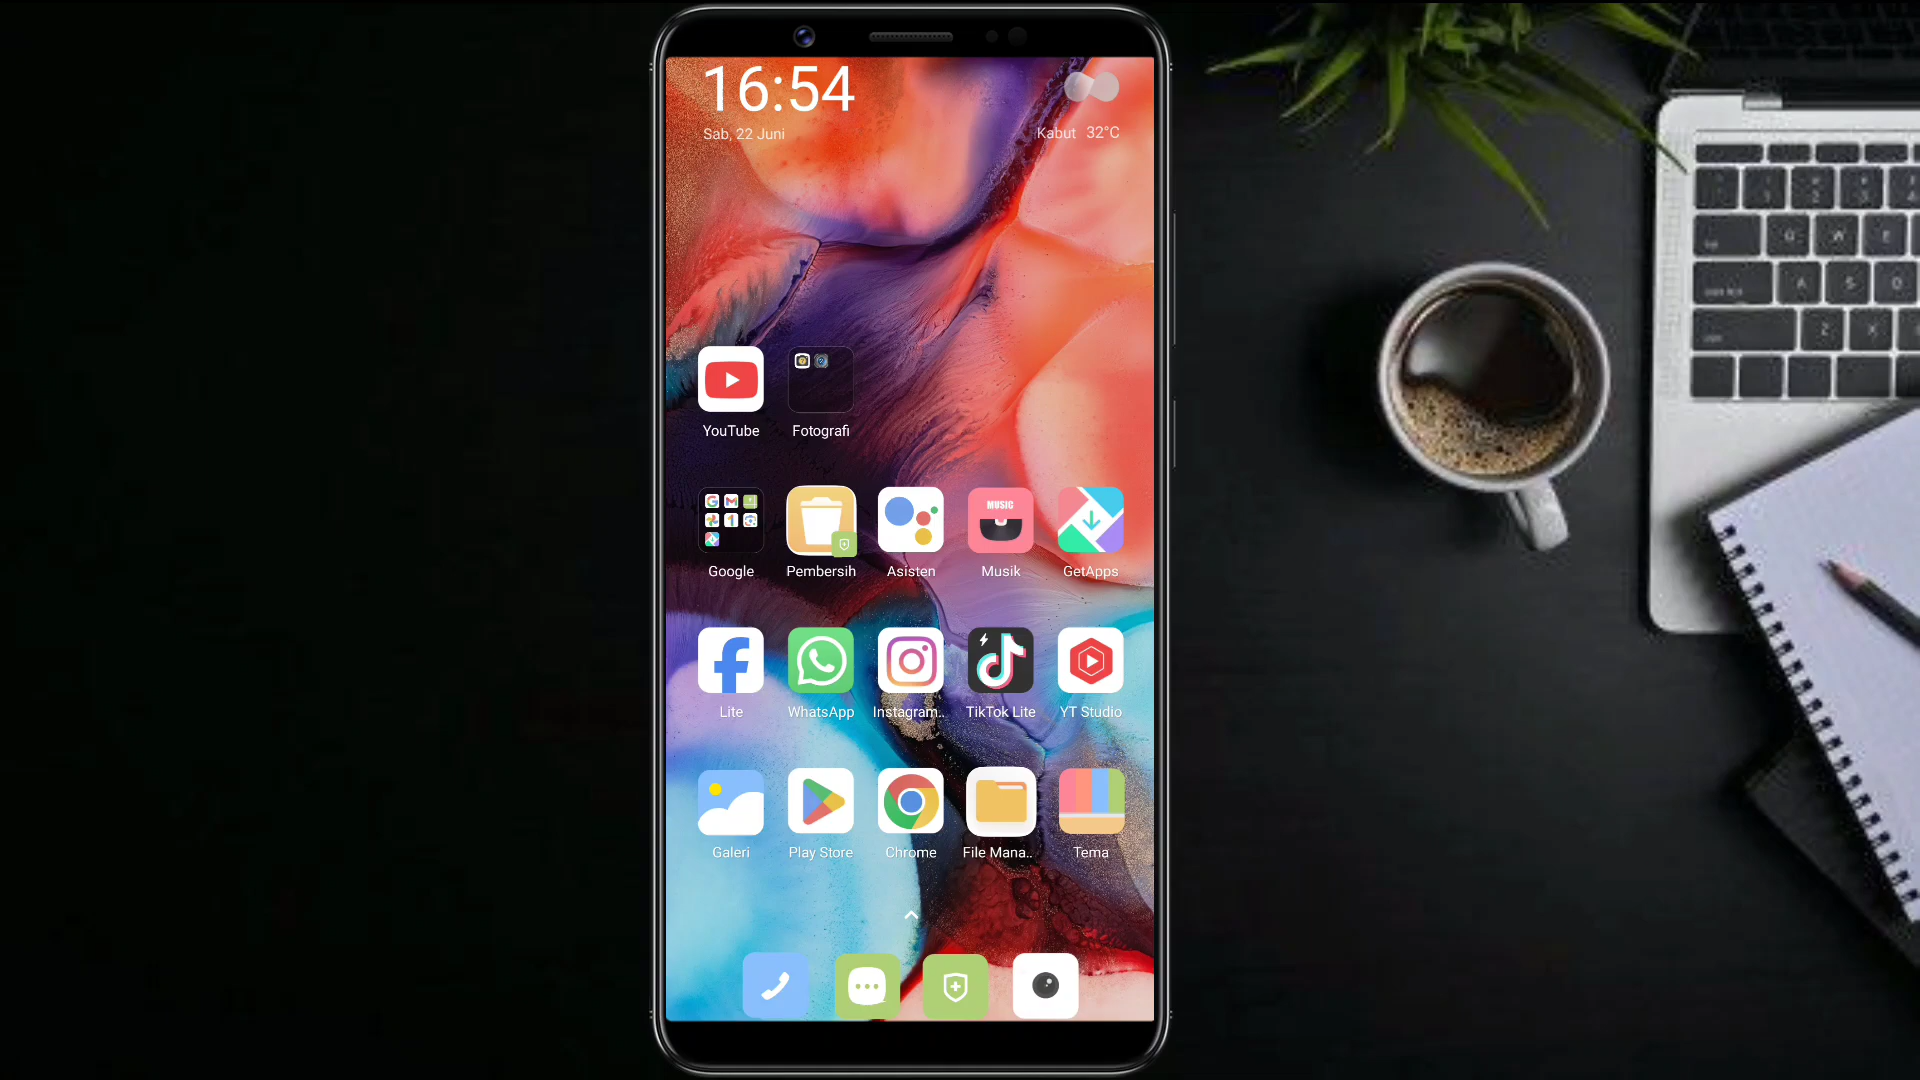 16:54
Sab, 22 Juni
Kabut 32°C
YouTube
Fotografi
MUSIC
Google
Pembersih
Asisten
Musik
GetApps
Lite
WhatsApp
Instagram..
TikTok Lite
YT Studio
Galeri
Play Store
Chrome
File Mana..
Tema
Q W E
A S D
Z X